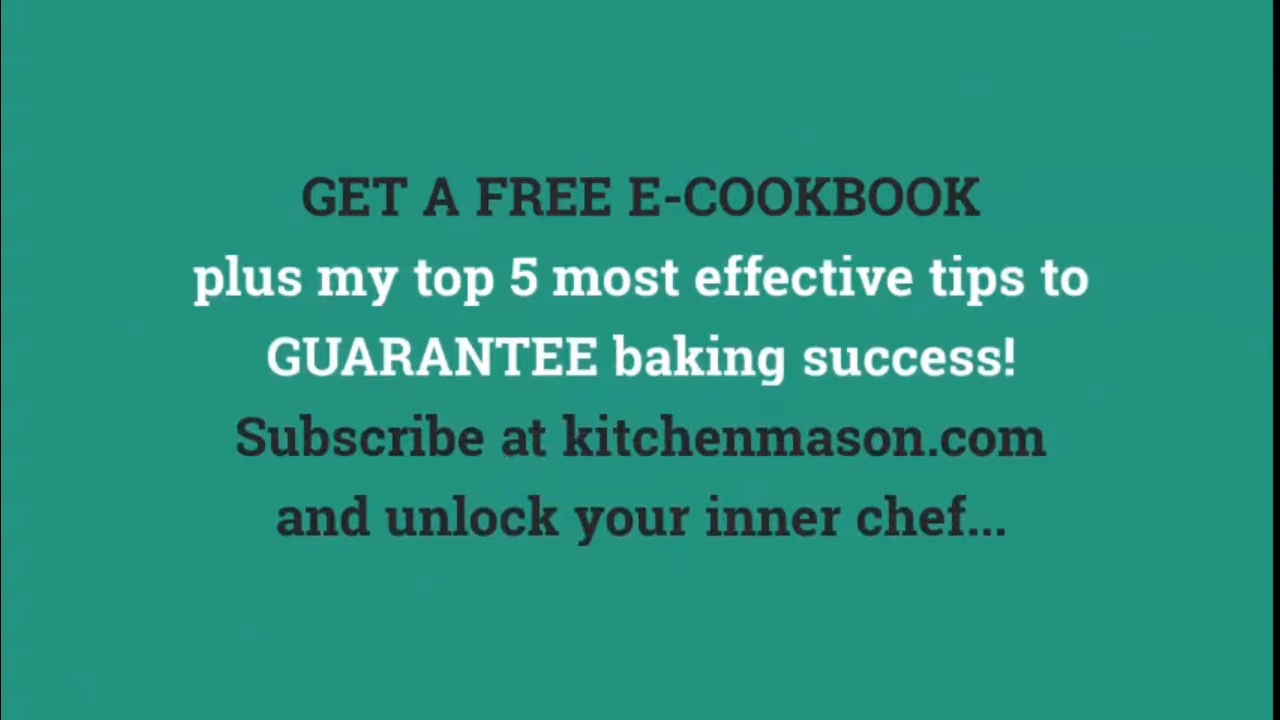 GET A FREE E-COOKBOOK
plus my top 5 most effective tips to
GUARANTEE baking success!
Subscribe at kitchenmason.com
and unlock your inner chef...